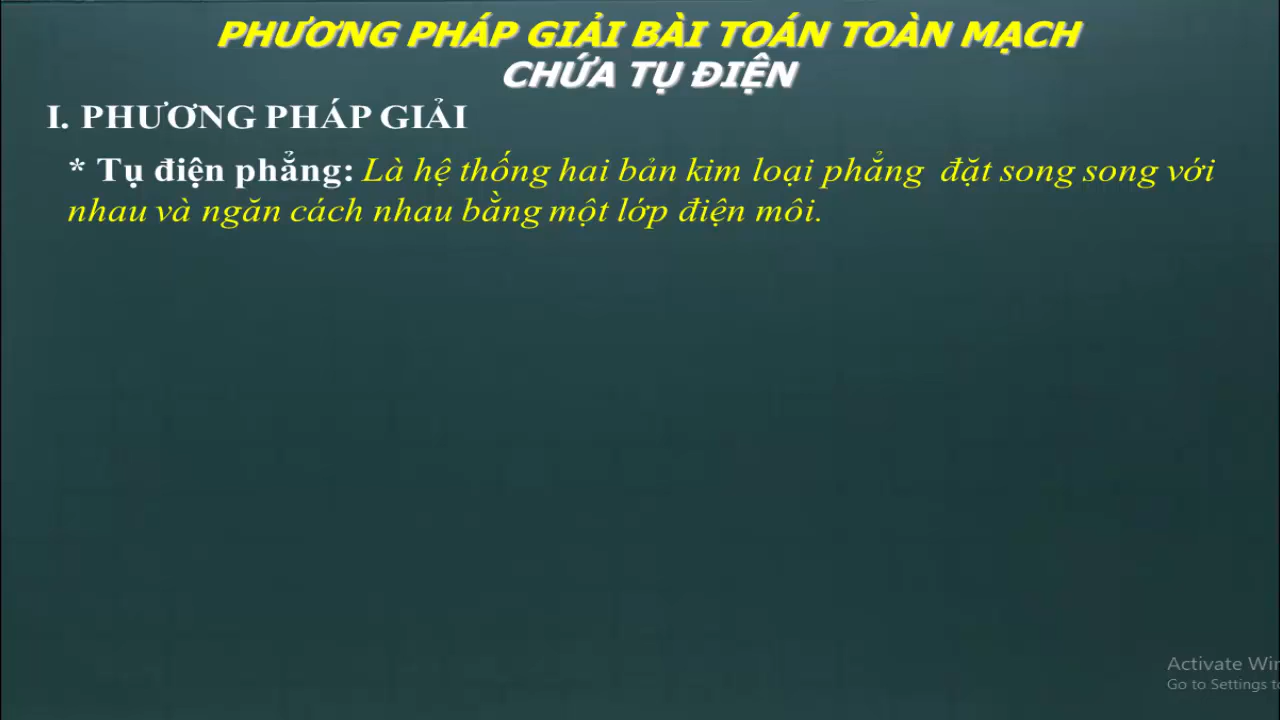 PHƯƠNG PHÁP GIẢI BÀI TOÁN TOÀN MẠCH
CHỨA TỤ ĐIỆN
I. PHƯƠNG PHÁP GIẢI
* Tụ điện phẳng: Là hệ thống hai bản kim loại phẳng đặt song song với
nhau và ngăn cách nhau bằng một lớp điện môi.
Activate Win
Go to Settings to